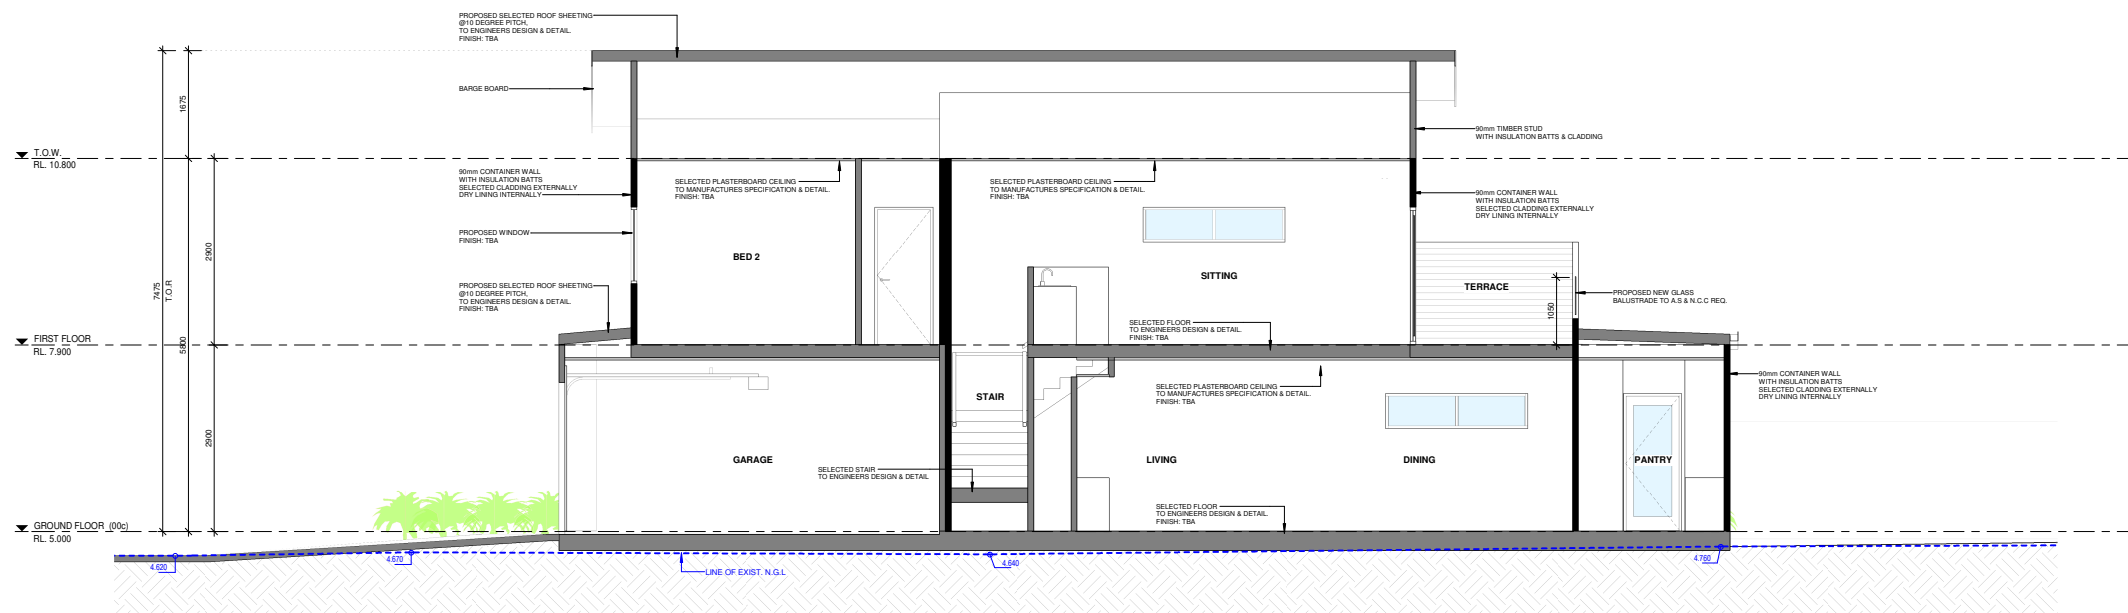 PROPOSED SELECTED ROOF SHEETING
@10 DEGREE PITCH,
TO ENGINEERS DESIGN & DETAIL.
FINISH: TBA
BARGE BOARD
1675
90mm TIMBER STUD
WITH INSULATION BATTS & CLADDING
T.O.W.
RL. 10.800
90mm CONTAINER WALL
WITH INSULATION BATTS
SELECTED CLADDING EXTERNALLY
DRY LINING INTERNALLY
SELECTED PLASTERBOARD CEILING
TO MANUFACTURES SPECIFICATION & DETAIL.
FINISH: TBA
SELECTED PLASTERBOARD CEILING
TO MANUFACTURES SPECIFICATION & DETAIL.
FINISH: TBA
90mm CONTAINER WALL
WITH INSULATION BATTS
SELECTED CLADDING EXTERNALLY
DRY LINING INTERNALLY
PROPOSED WINDOW
FINISH: TBA
2900
BED 2
SITTING
TERRACE
7475
T.O.R
PROPOSED SELECTED ROOF SHEETING
@10 DEGREE PITCH,
TO ENGINEERS DESIGN & DETAIL.
FINISH: TBA
1050
PROPOSED NEW GLASS
BALUSTRADE TO A.S & N.C.C REQ.
SELECTED FLOOR
TO ENGINEERS DESIGN & DETAIL.
FINISH: TBA
FIRST FLOOR
RL. 7.900
5800
90mm CONTAINER WALL
WITH INSULATION BATTS
SELECTED CLADDING EXTERNALLY
DRY LINING INTERNALLY
SELECTED PLASTERBOARD CEILING
TO MANUFACTURES SPECIFICATION & DETAIL.
FINISH: TBA
STAIR
2900
GARAGE
LIVING
DINING
PANTRY
SELECTED STAIR
TO ENGINEERS DESIGN & DETAIL
SELECTED FLOOR
TO ENGINEERS DESIGN & DETAIL.
FINISH: TBA
GROUND FLOOR (00c)
RL. 5.000
4.620
4.670
LINE OF EXIST. N.G.L
4.640
4.760